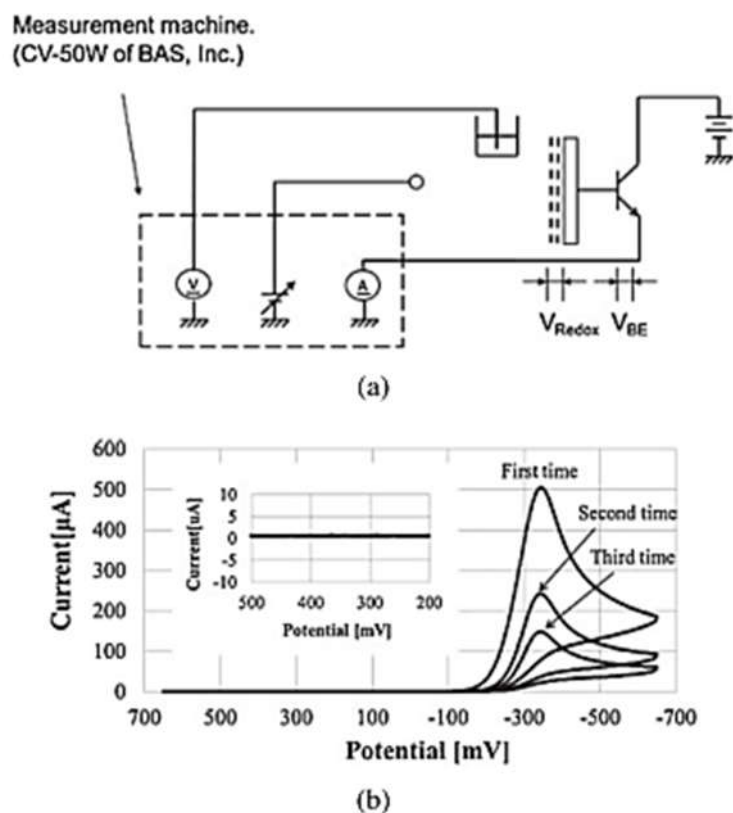 Measurement machine.
(CV-50W of BAS, Inc.)
V
A
V Redox V BE
(a)
600
500
400
300
200
100
0
Current[µA]
10
5
0
-5
-10
Current[uA]
500 400 300 200
Potential [mV]
First time
Second time
Third time
700 500 300 100 -100 -300 -500 -700
Potential [mV]
(b)